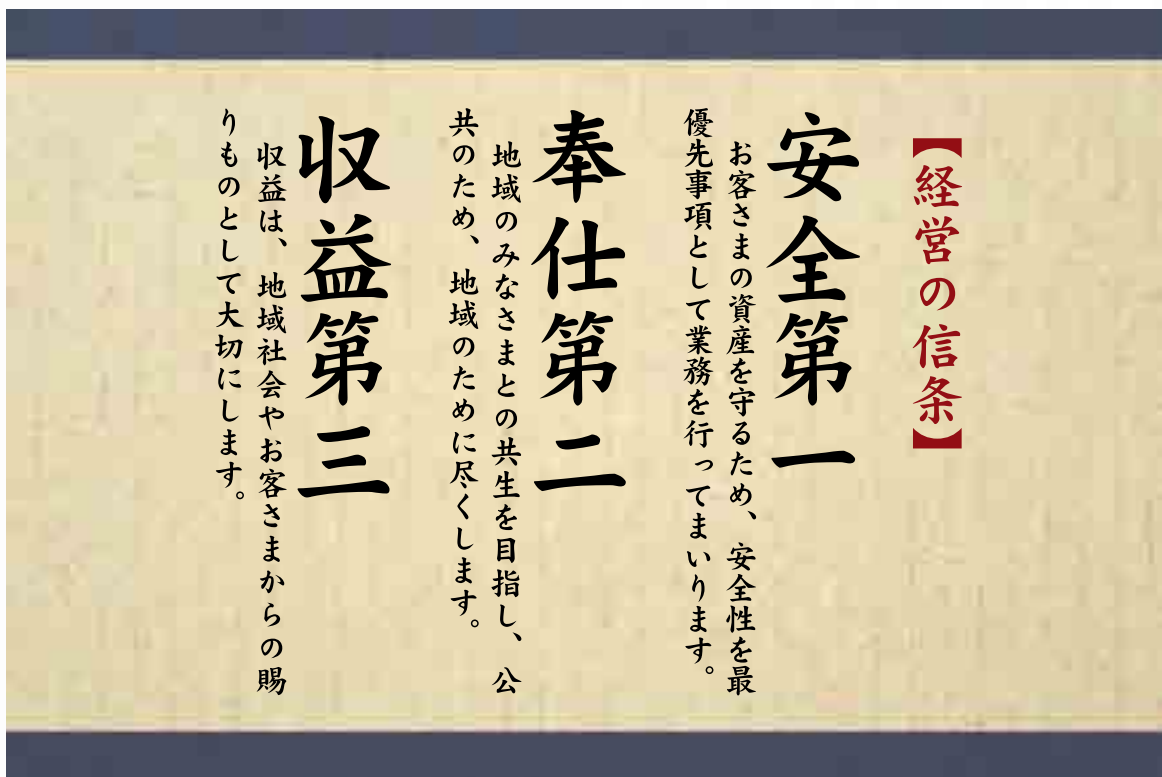 【経営の信条】
安全第一
お客さまの資産を守るため、安全性を最
優先事項として業務を行ってまいります。
奉仕第二
地域のみなさまとの共生を目指し、公
共のため、地域のために尽くします。
収益第三
収益は、地域社会やお客さまからの賜
りものとして大切にします。